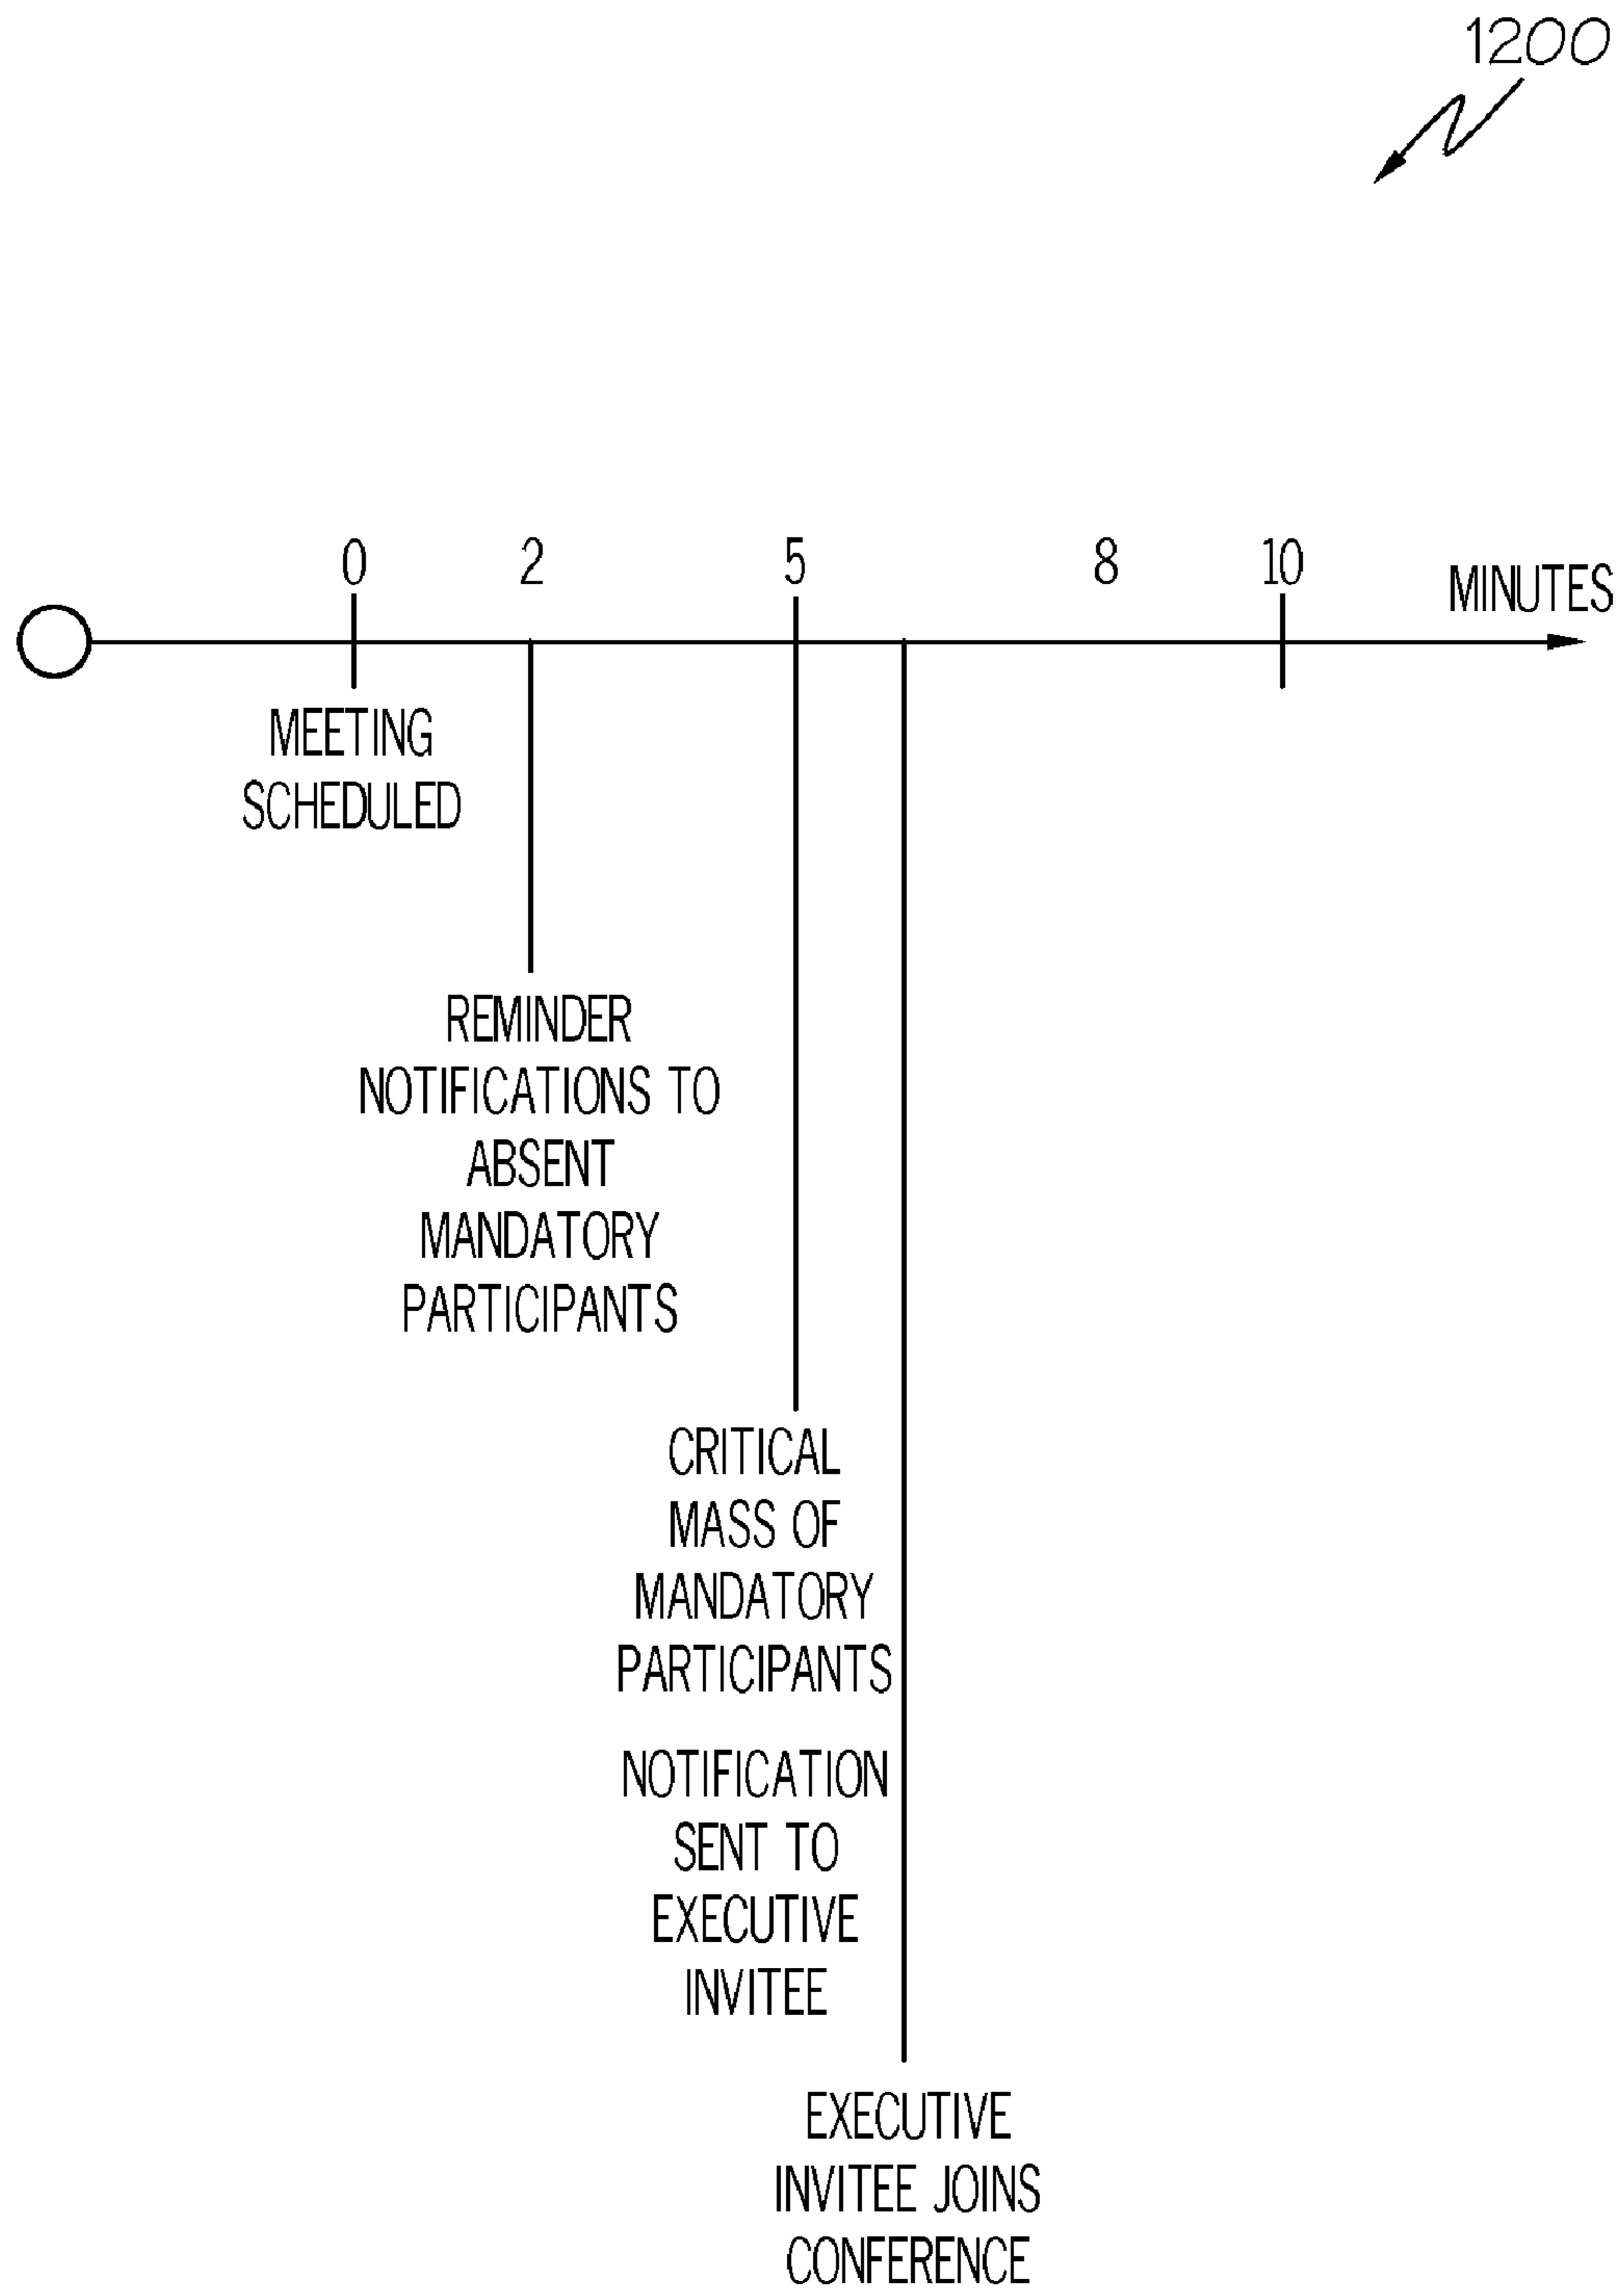 1200
0 2 5 8 10 MINUTES
MEETING
SCHEDULED
REMINDER
NOTIFICATIONS TO
ABSENT
MANDATORY
PARTICIPANTS
CRITICAL
MASS OF
MANDATORY
PARTICIPANTS
NOTIFICATION
SENT TO
EXECUTIVE
INVITEE
EXECUTIVE
INVITEE JOINS
CONFERENCE